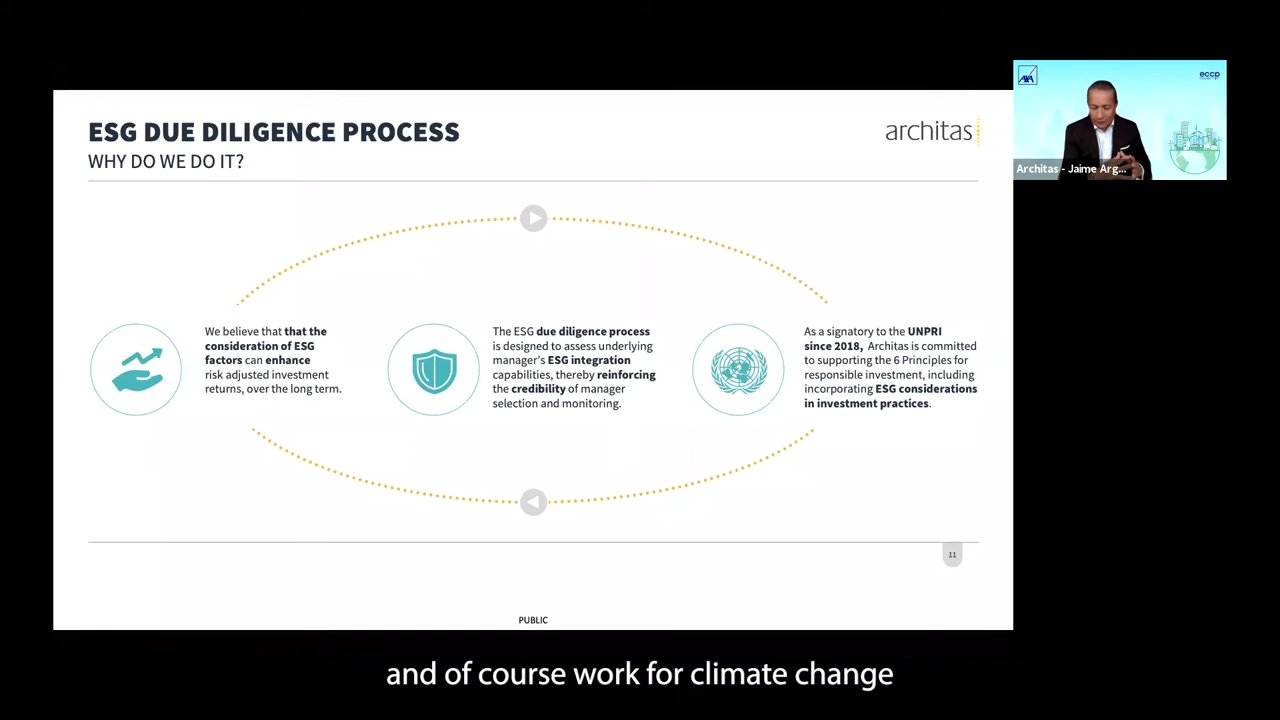 ESG DUE DILIGENCE PROCESS
WHY DO WE DO IT?
architas
AXA
eccp
Architas - Jaime Arg...
We believe that that the
consideration of ESG
factors can enhance
risk adjusted investment
returns, over the long term.
The ESG due diligence process
is designed to assess underlying
manager's ESG integration
capabilities, thereby reinforcing
the credibility of manager
selection and monitoring.
As a signatory to the UNPRI
since 2018, Architas is committed
to supporting the 6 Principles for
responsible investment, including
incorporating ESG considerations
in investment practices.
11
PUBLIC
and of course work for climate change